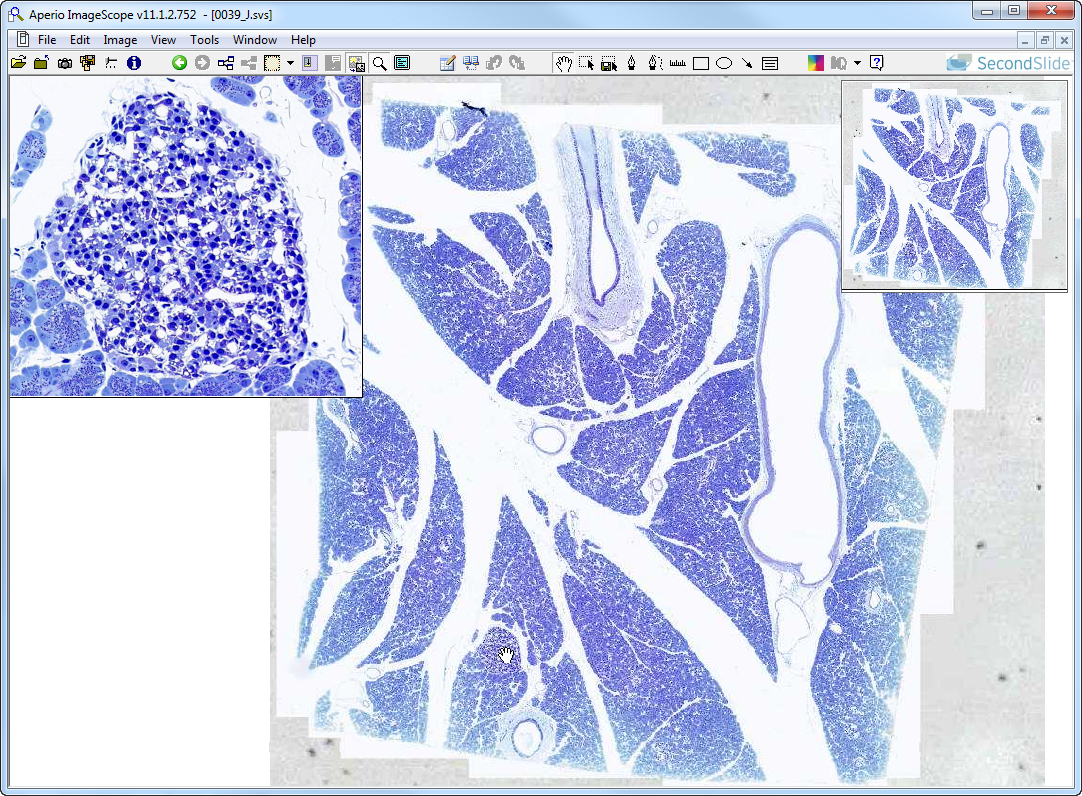 Aperio ImageScope v11.1.2.752 - [0039_J.svs]
File Edit Image View Tools Window Help
SecondSlide